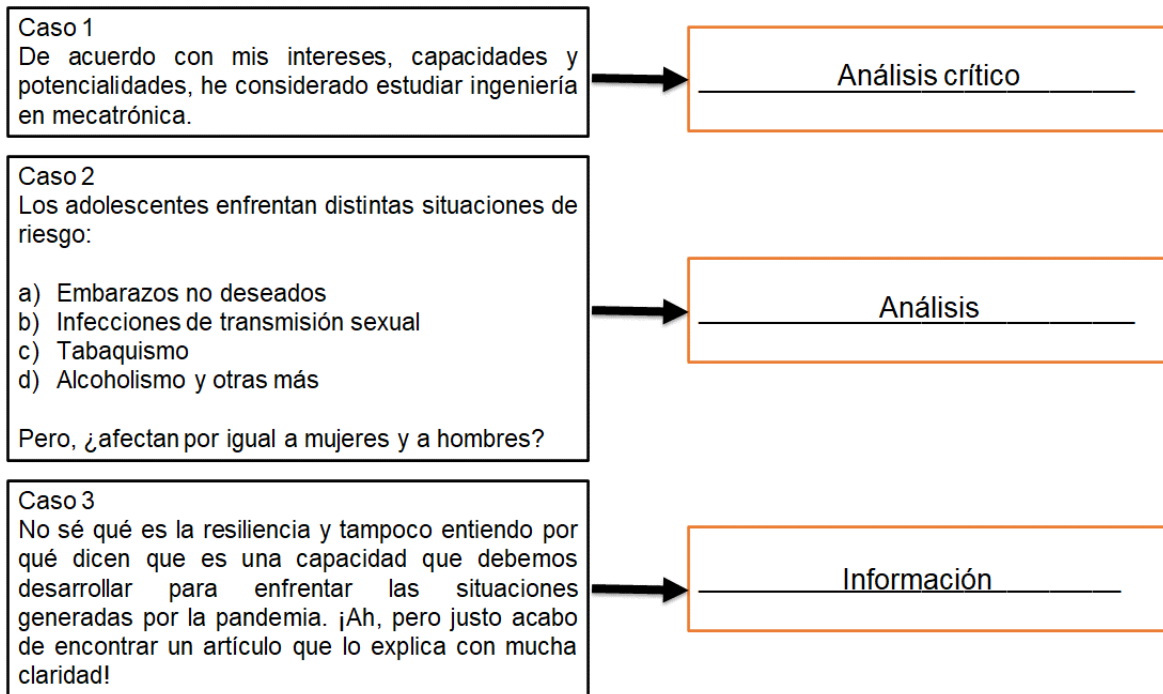 Caso 1
De acuerdo con mis intereses, capacidades y
potencialidades, he considerado estudiar ingeniería
en mecatrónica.
Análisis crítico
Caso 2
Los adolescentes enfrentan distintas situaciones de
riesgo:
a) Embarazos no deseados
b) Infecciones de transmisión sexual
c) Tabaquismo
d) Alcoholismo y otras más
Pero, ¿afectan por igual a mujeres y a hombres?
Análisis
Caso 3
No sé qué es la resiliencia y tampoco entiendo por
qué dicen que es una capacidad que debemos
desarrollar para enfrentar las situaciones
generadas por la pandemia. ¡Ah, pero justo acabo
de encontrar un artículo que lo explica con mucha
claridad!
Información